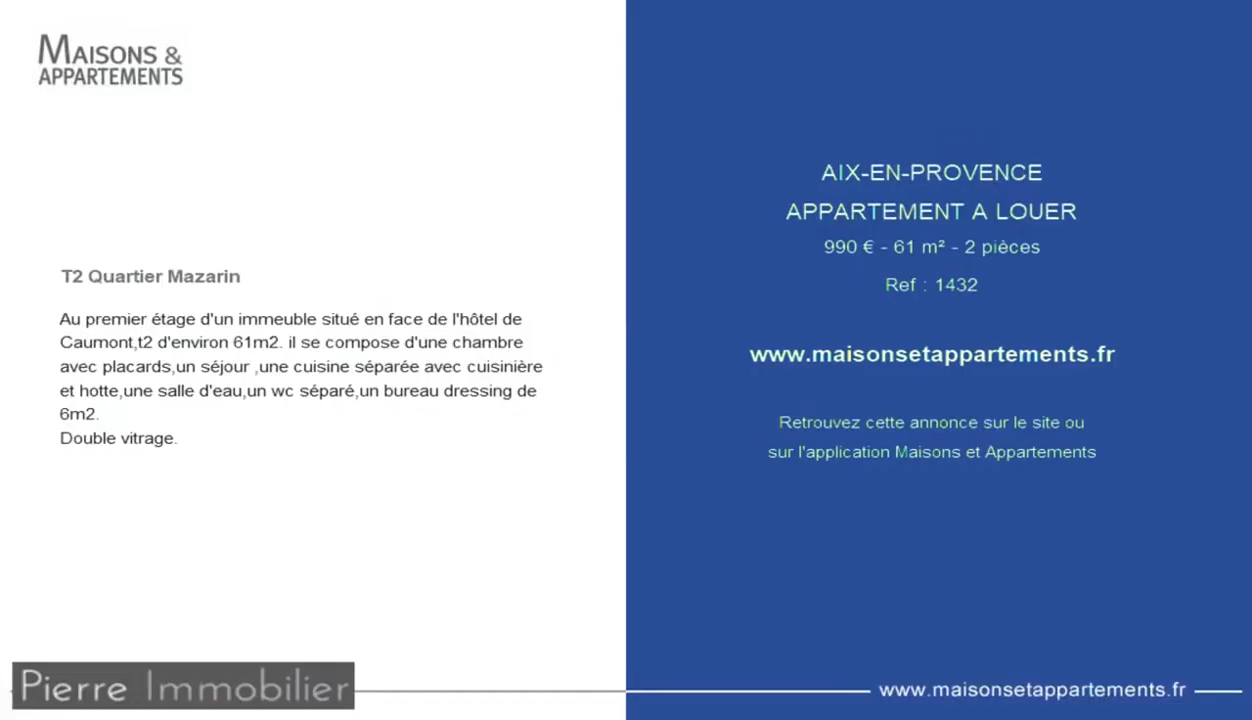 MAISONS &
APPARTEMENTS
T2 Quartier Mazarin
Au premier étage d'un immeuble situé en face de l'hôtel de
Caumont,t2 d'environ 61m2. il se compose d'une chambre
avec placards,un séjour ,une cuisine séparée avec cuisinière
et hotte,une salle d'eau,un wc séparé,un bureau dressing de
6m2.
Double vitrage.
Pierre Immobilier
AIX-EN-PROVENCE
APPARTEMENT A LOUER
990 € - 61 m² - 2 pièces
Ref : 1432
www.maisonsetappartements.fr
Retrouvez cette annonce sur le site ou
sur l'application Maisons et Appartements
www.maisonsetappartements.fr